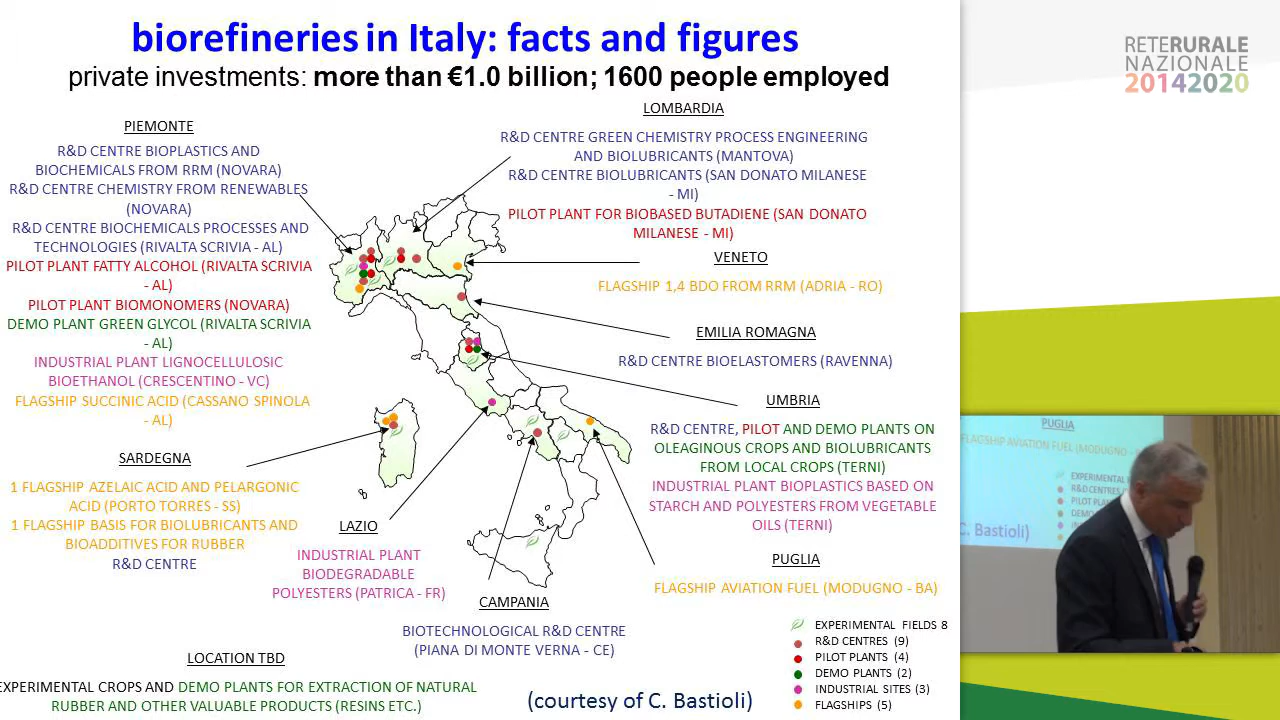 biorefineries in Italy: facts and figures
private investments: more than €1.0 billion; 1600 people employed
PIEMONTE
R&D CENTRE BIOPLASTICS AND
BIOCHEMICALS FROM RRM (NOVARA)
R&D CENTRE CHEMISTRY FROM RENEWABLES
(NOVARA)
R&D CENTRE BIOCHEMICALS PROCESSES AND
TECHNOLOGIES (RIVALTA SCRIVIA - AL)
PILOT PLANT FATTY ALCOHOL (RIVALTA SCRIVIA
- AL)
PILOT PLANT BIOMONOMERS (NOVARA)
DEMO PLANT GREEN GLYCOL (RIVALTA SCRIVIA
- AL)
INDUSTRIAL PLANT LIGNOCELLULOSIC
BIOETHANOL (CRESCENTINO - VC)
FLAGSHIP SUCCINIC ACID (CASSANO SPINOLA
- AL)
SARDEGNA
1 FLAGSHIP AZELAIC ACID AND PELARGONIC
ACID (PORTO TORRES - SS)
1 FLAGSHIP BASIS FOR BIOLUBRICANTS AND
BIOADDITIVES FOR RUBBER
R&D CENTRE
LAZIO
INDUSTRIAL PLANT
BIODEGRADABLE
POLYESTERS (PATRICA - FR)
CAMPANIA
BIOTECHNOLOGICAL R&D CENTRE
(PIANA DI MONTE VERNA - CE)
LOCATION TBD
EXPERIMENTAL CROPS AND DEMO PLANTS FOR EXTRACTION OF NATURAL
RUBBER AND OTHER VALUABLE PRODUCTS (RESINS ETC.)
LOMBARDIA
R&D CENTRE GREEN CHEMISTRY PROCESS ENGINEERING
AND BIOLUBRICANTS (MANTOVA)
R&D CENTRE BIOLUBRICANTS (SAN DONATO MILANESE
- MI)
PILOT PLANT FOR BIOBASED BUTADIENE (SAN DONATO
MILANESE - MI)
VENETO
FLAGSHIP 1,4 BDO FROM RRM (ADRIA - RO)
EMILIA ROMAGNA
R&D CENTRE BIOELASTOMERS (RAVENNA)
UMBRIA
R&D CENTRE, PILOT AND DEMO PLANTS ON
OLEAGINOUS CROPS AND BIOLUBRICANTS
FROM LOCAL CROPS (TERNI)
INDUSTRIAL PLANT BIOPLASTICS BASED ON
STARCH AND POLYESTERS FROM VEGETABLE
OILS (TERNI)
PUGLIA
FLAGSHIP AVIATION FUEL (MODUGNO - BA)
EXPERIMENTAL FIELDS 8
R&D CENTRES (9)
PILOT PLANTS (4)
DEMO PLANTS (2)
INDUSTRIAL SITES (3)
FLAGSHIPS (5)
(courtesy of C. Bastioli)
RETERURALE
NAZIONALE
20142020
PUGLIA
FLAGSHIP AVIATION FUEL (MODUGNO
EXPERIMENTAL
R&D CENTRES
C. Bastioli)